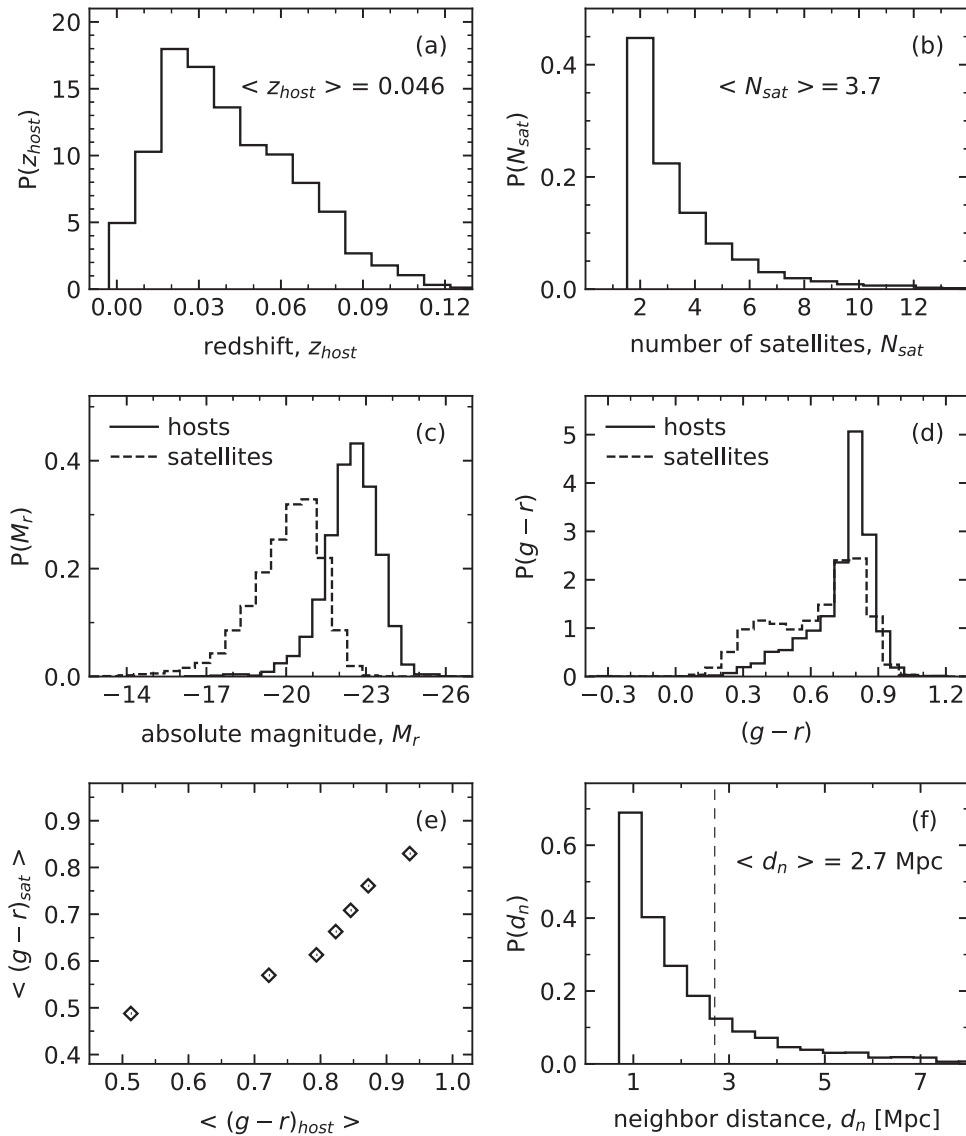 (a)
< z_host > = 0.046
P(z_host)
20
15
10
5
0
0.00 0.03 0.06 0.09 0.12
redshift, z_host
(b)
< N_sat > = 3.7
P(N_sat)
0.4
0.2
0.0
2 4 6 8 10 12
number of satellites, N_sat
(c)
hosts
satellites
P(M_r)
0.4
0.2
0.0
−14 −17 −20 −23 −26
absolute magnitude, M_r
(d)
hosts
satellites
P(g − r)
5
4
3
2
1
0
−0.3 0.0 0.3 0.6 0.9 1.2
(g − r)
(e)
< (g − r)_sat >
0.9
0.8
0.7
0.6
0.5
0.4
0.5 0.6 0.7 0.8 0.9 1.0
< (g − r)_host >
(f)
< d_n > = 2.7 Mpc
P(d_n)
0.6
0.4
0.2
0.0
1 3 5 7
neighbor distance, d_n [Mpc]